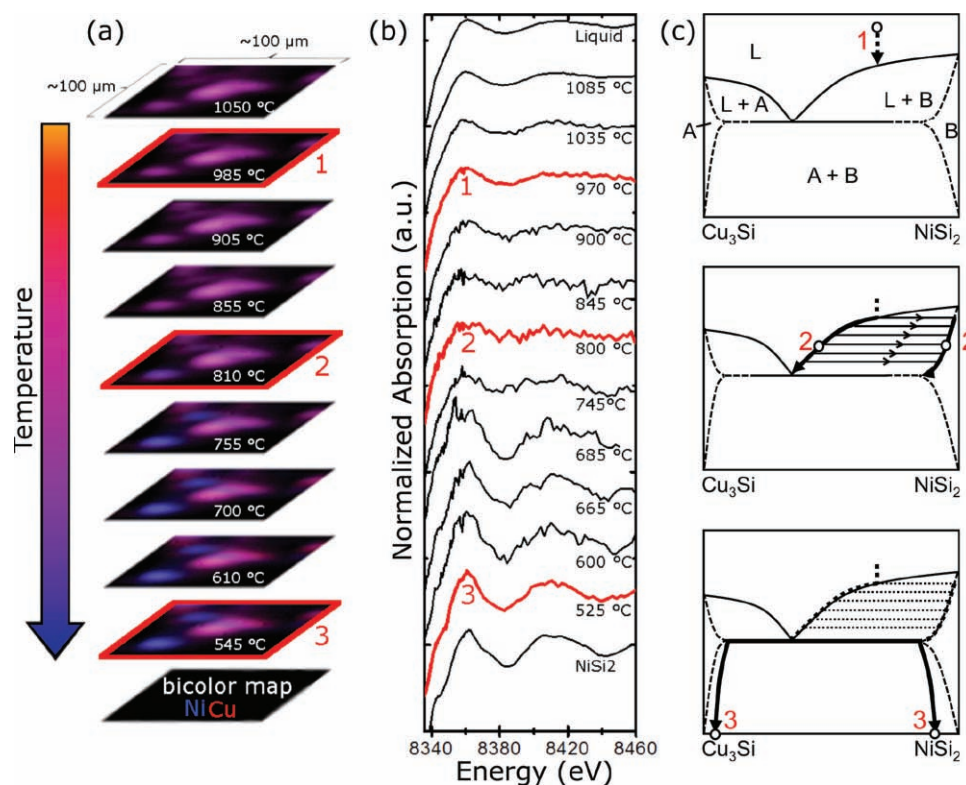 (a)
~100 µm
~100 µm
1050 °C
985 °C
1
905 °C
855 °C
810 °C
2
755 °C
700 °C
610 °C
545 °C
3
bicolor map
NiCu
Temperature
(b)
Normalized Absorption (a.u.)
Liquid
1085 °C
1035 °C
1
970 °C
900 °C
845 °C
2
800 °C
745°C
685°C
665°C
600 °C
3
525 °C
NiSi2
8340 8380 8420 8460
Energy (eV)
(c)
L
1
L + A
L + B
A
B
A + B
Cu₃Si
NiSi₂
2
2
Cu₃Si
NiSi₂
3
3
Cu₃Si
NiSi₂